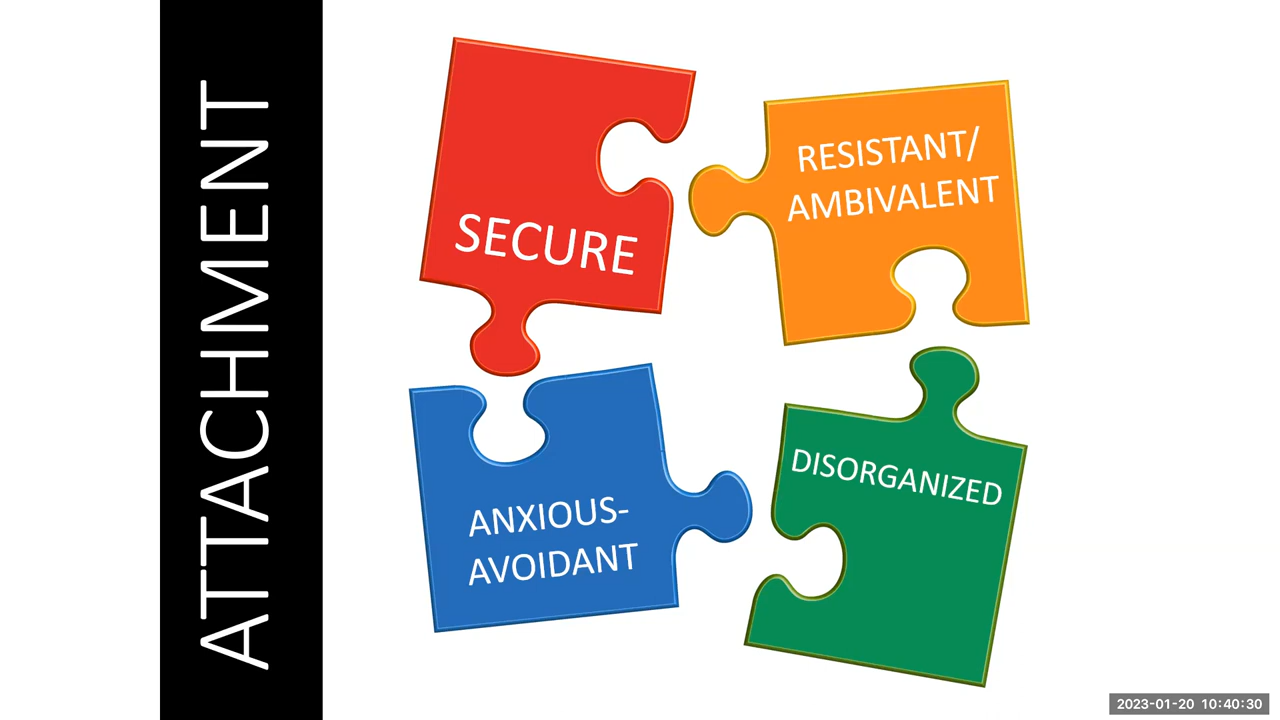 ATTACHMENT
SECURE
RESISTANT/
AMBIVALENT
ANXIOUS-
AVOIDANT
DISORGANIZED
2023-01-20 10:40:30